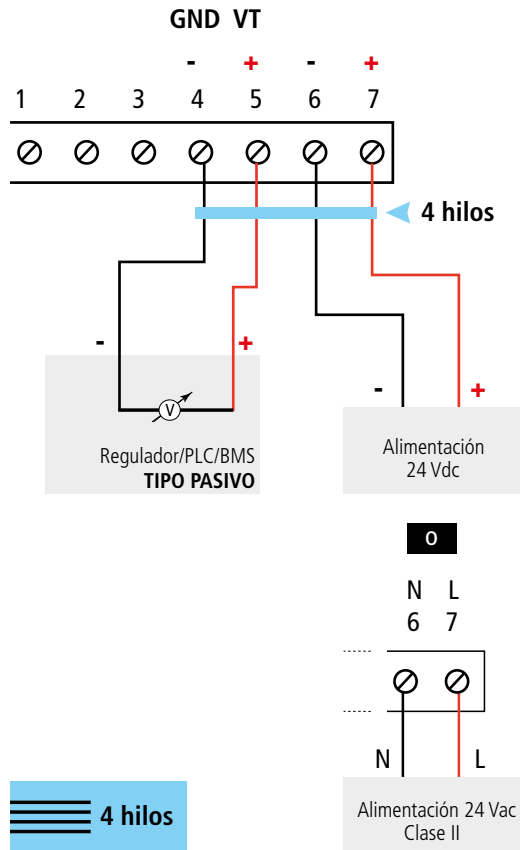 GND VT
- + - +
1 2 3 4 5 6 7
4 hilos
- +
- +
V
Regulador/PLC/BMS
TIPO PASIVO
Alimentación
24 Vdc
O
N L
6 7
N L
4 hilos
Alimentación 24 Vac
Clase II